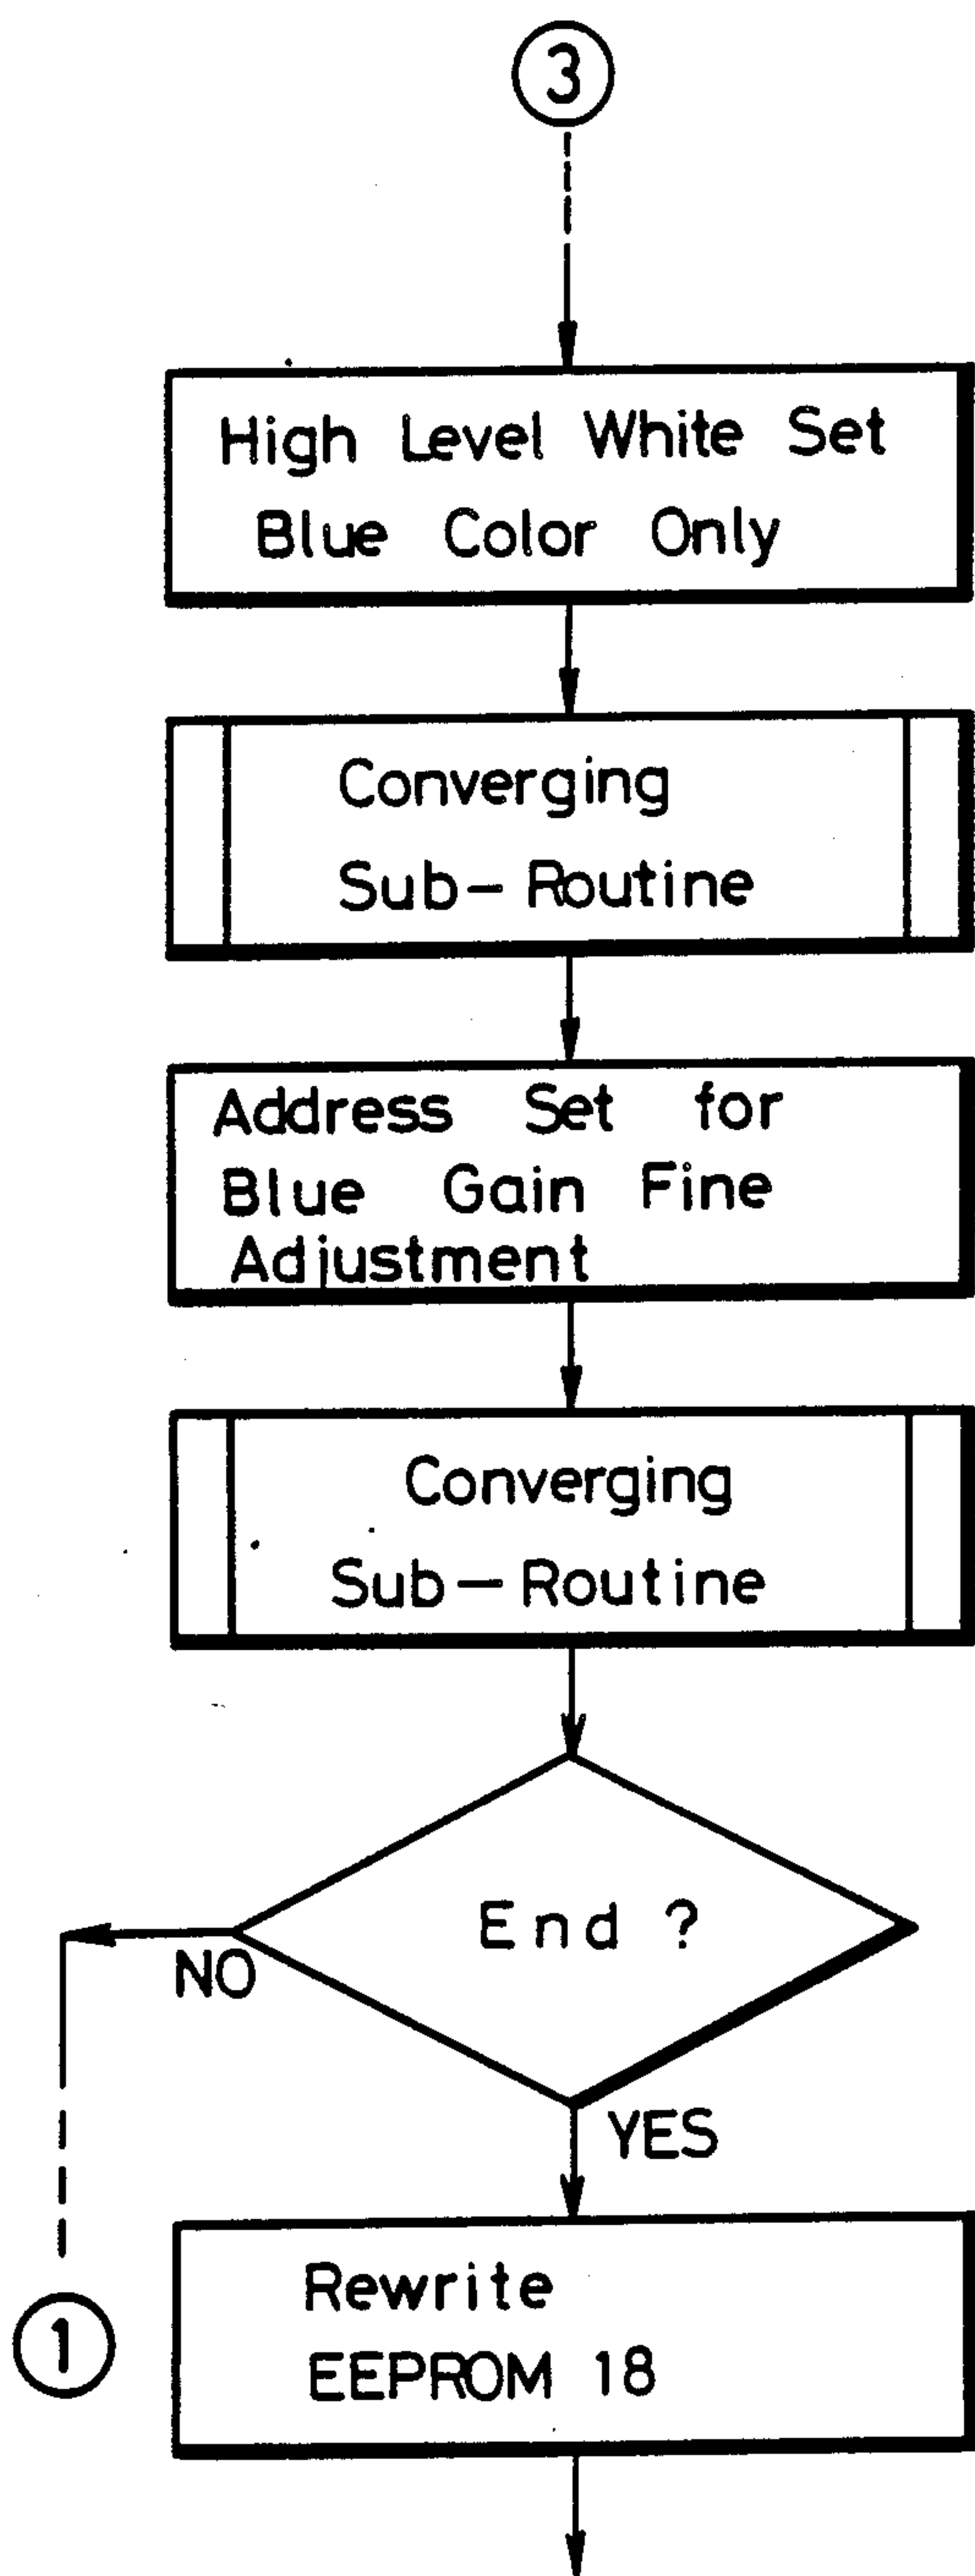 3
High Level White Set
Blue Color Only
Converging
Sub-Routine
Address Set for
Blue Gain Fine
Adjustment
Converging
Sub-Routine
End ?
NO
YES
Rewrite
EEPROM 18
1